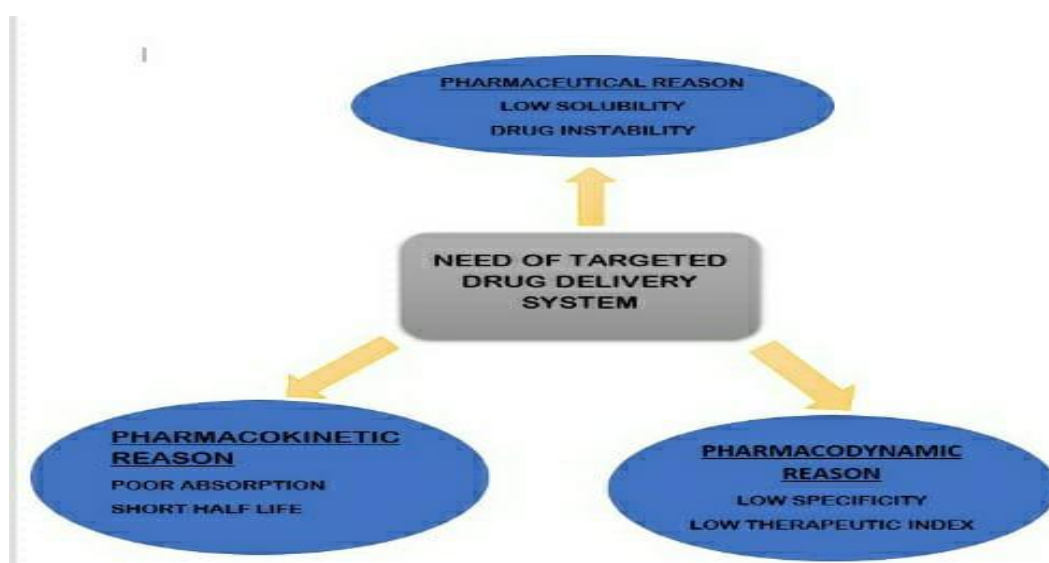 PHARMACEUTICAL REASON
LOW SOLUBILITY
DRUG INSTABILITY
NEED OF TARGETED
DRUG DELIVERY
SYSTEM
PHARMACOKINETIC
REASON
POOR ABSORPTION
SHORT HALF LIFE
PHARMACODYNAMIC
REASON
LOW SPECIFICITY
LOW THERAPEUTIC INDEX